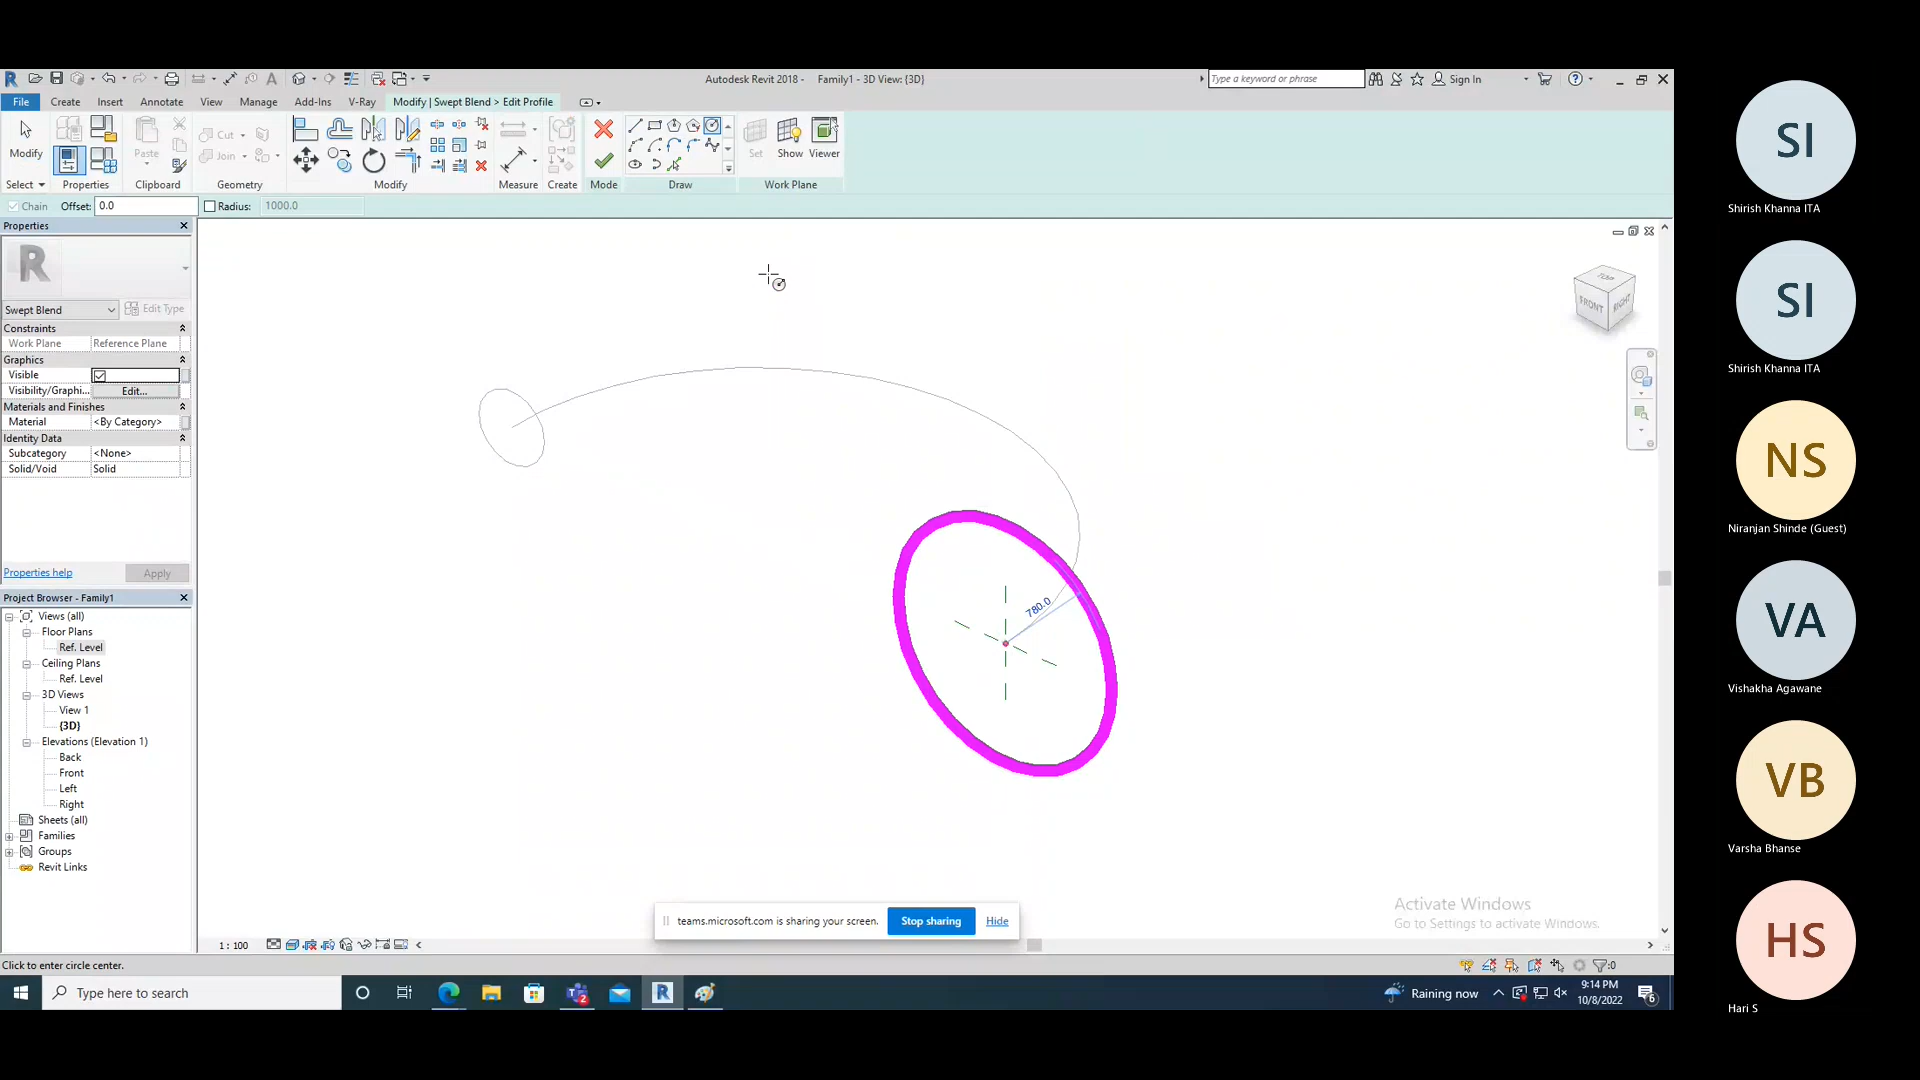 Autodesk Revit 2018 - Family1 - 3D View: {3D}
Type a keyword or phrase
Sign In
File Create Insert Annotate View Manage Add-Ins V-Ray Modify | Swept Blend > Edit Profile
Modify
Paste
Cut
Join
Set Show Viewer
Select Properties Clipboard Geometry Modify Measure Create Mode Draw Work Plane
Chain Offset: 0.0 Radius: 1000.0
Properties
R
Swept Blend Edit Type
Constraints
Work Plane Reference Plane
Graphics
Visible
Visibility/Graphi... Edit...
Materials and Finishes
Material <By Category>
Identity Data
Subcategory <None>
Solid/Void Solid
Properties help Apply
Project Browser - Family1
Views (all)
Floor Plans
Ref. Level
Ceiling Plans
Ref. Level
3D Views
View 1
{3D}
Elevations (Elevation 1)
Back
Front
Left
Right
Sheets (all)
Families
Groups
Revit Links
TOP
FRONT RIGHT
780.0
teams.microsoft.com is sharing your screen. Stop sharing Hide
Activate Windows
Go to Settings to activate Windows.
1 : 100
Click to enter circle center.
:0
Type here to search
2
R
Raining now
9:14 PM
10/8/2022
6
SI
Shirish Khanna ITA
SI
Shirish Khanna ITA
NS
Niranjan Shinde (Guest)
VA
Vishakha Agawane
VB
Varsha Bhanse
HS
Hari S